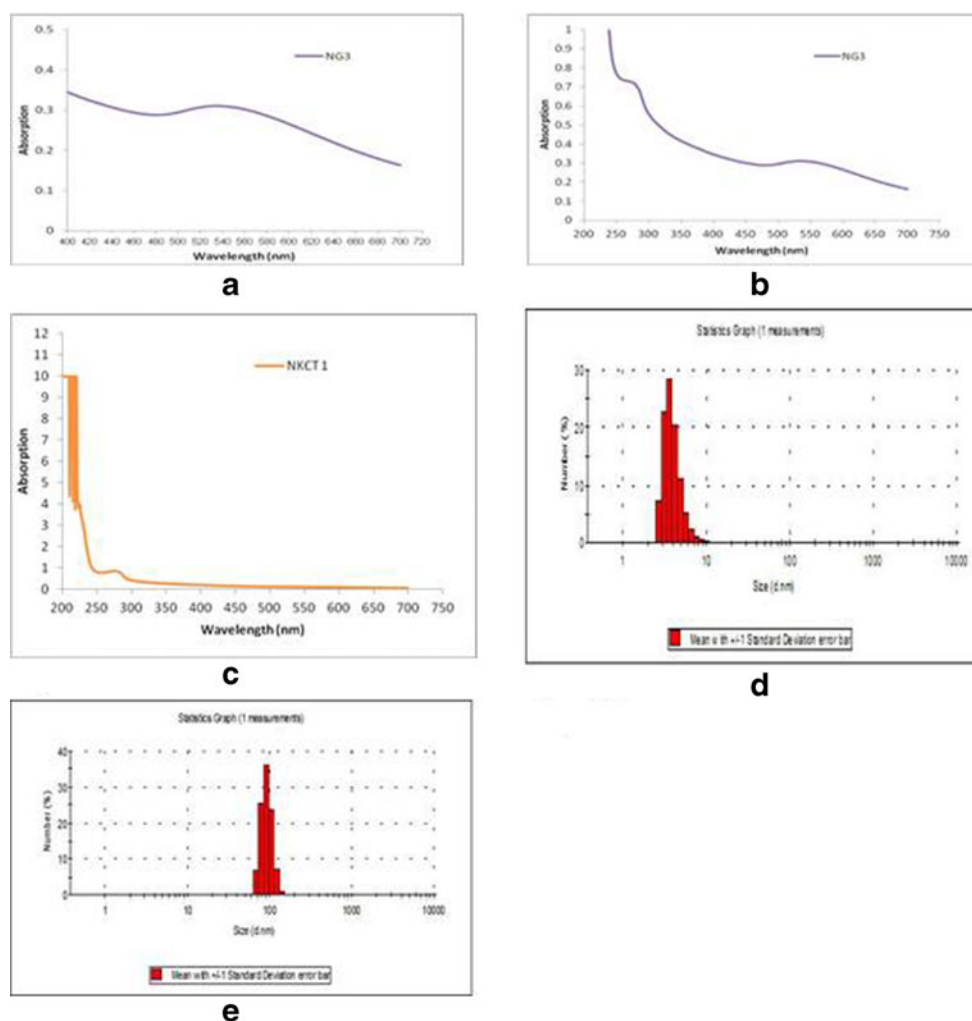 0.5
0.4
0.3
0.2
0.1
0
Absorption
NG3
400 420 440 460 480 500 520 540 560 580 600 620 640 660 680 700 720
Wavelength (nm)
a
1
0.9
0.8
0.7
0.6
0.5
0.4
0.3
0.2
0.1
0
Absorption
NG3
200 250 300 350 400 450 500 550 600 650 700 750
Wavelength (nm)
b
12
11
10
9
8
7
6
5
4
3
2
1
0
Absorption
NKCT 1
200 250 300 350 400 450 500 550 600 650 700 750
Wavelength (nm)
c
Statistics Graph (1 measurements)
30
20
10
0
Number (%)
1 10 100 1000 10000
Size (d.nm)
Mean with +/-1 Standard Deviation error bar
d
Statistics Graph (1 measurements)
40
30
20
10
0
Number (%)
1 10 100 1000 10000
Size (d.nm)
Mean with +/-1 Standard Deviation error bar
e